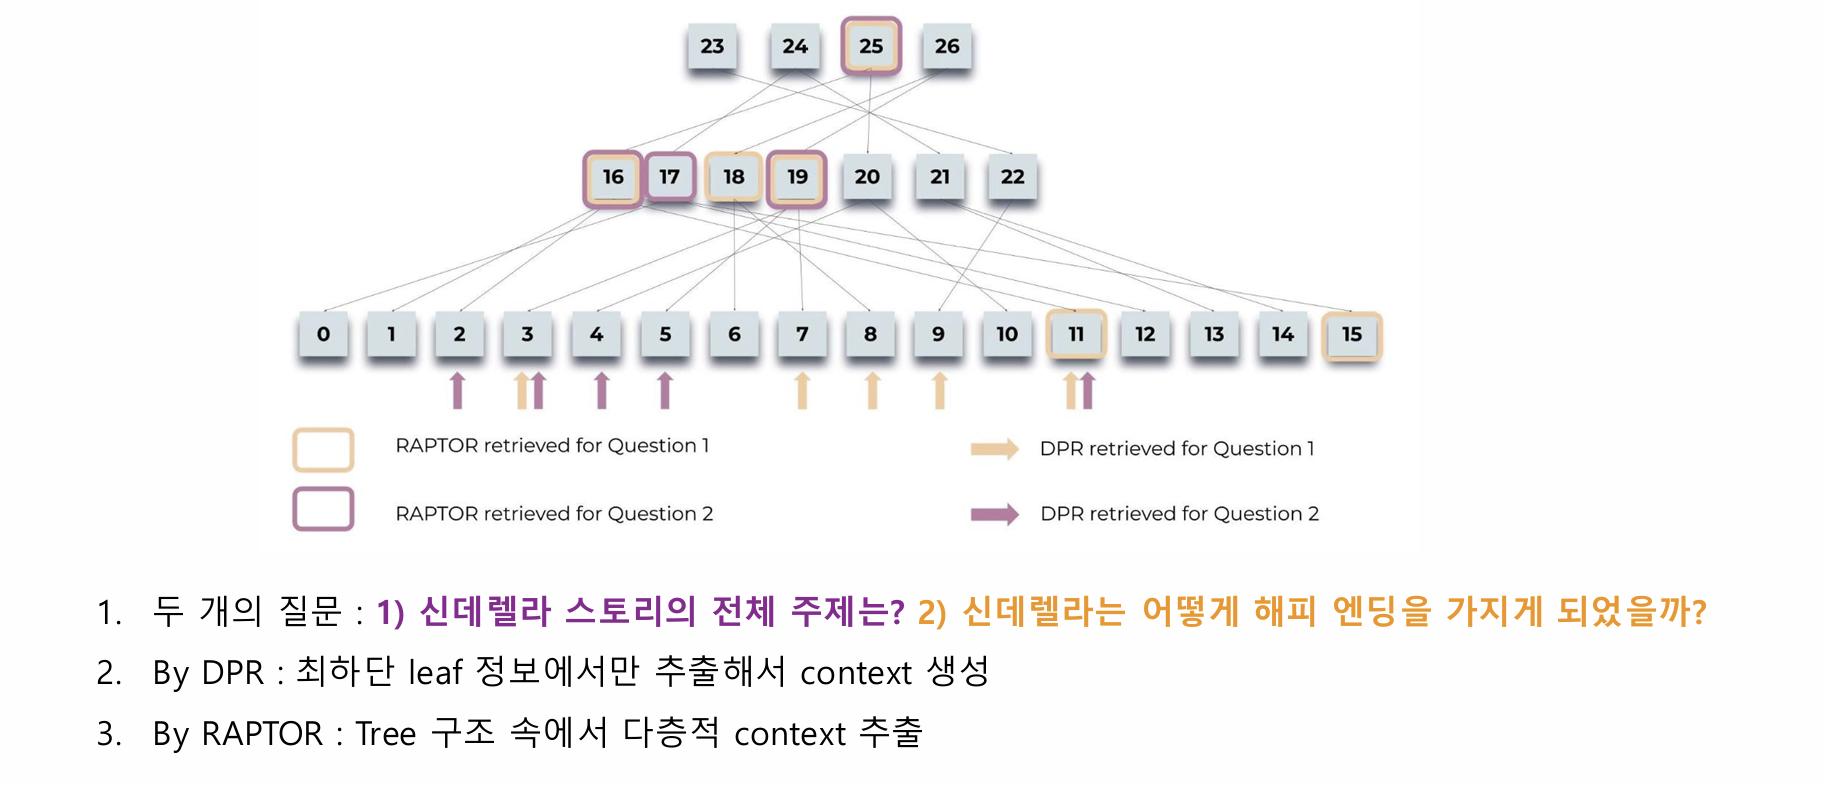 23 24 25 26
16 17 18 19 20 21 22
0 1 2 3 4 5 6 7 8 9 10 11 12 13 14 15
RAPTOR retrieved for Question 1
DPR retrieved for Question 1
RAPTOR retrieved for Question 2
DPR retrieved for Question 2
1. 두 개의 질문 : 1) 신데렐라 스토리의 전체 주제는? 2) 신데렐라는 어떻게 해피 엔딩을 가지게 되었을까?
2. By DPR : 최하단 leaf 정보에서만 추출해서 context 생성
3. By RAPTOR : Tree 구조 속에서 다층적 context 추출